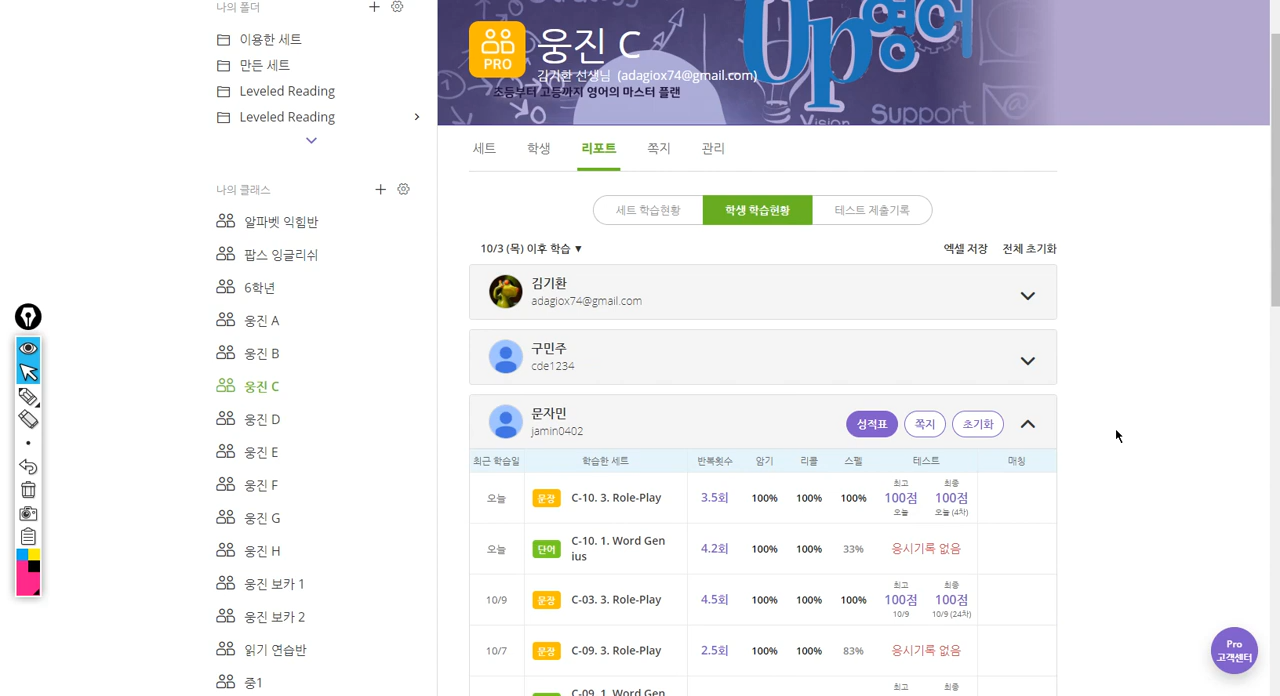 나의 폴더
이용한 세트
만든 세트
Leveled Reading
Leveled Reading
나의 클래스
알파벳 익힘반
팝스 잉글리쉬
6학년
웅진 A
웅진 B
웅진 C
웅진 D
웅진 E
웅진 F
웅진 G
웅진 H
웅진 보카 1
웅진 보카 2
읽기 연습반
중1
PRO
웅진 C
김기환 선생님 (adagiox74@gmail.com)
초등부터 고등까지 영어의 마스터 플랜
Up영어
Vision
Support
세트 학생 리포트 쪽지 관리
세트 학습현황 학생 학습현황 테스트 제출기록
10/3 (목) 이후 학습 ▼ 엑셀 저장 전체 초기화
김기환
adagiox74@gmail.com
구민주
cde1234
문자민
jamin0402
성적표 쪽지 초기화
최근 학습일 학습한 세트 반복횟수 암기 리콜 스펠 테스트 매칭
최고 최종
오늘 문장 C-10. 3. Role-Play 3.5회 100% 100% 100% 100점 100점
오늘 오늘 (4차)
오늘 단어 C-10. 1. Word Gen
ius 4.2회 100% 100% 33% 응시기록 없음
최고 최종
10/9 문장 C-03. 3. Role-Play 4.5회 100% 100% 100% 100점 100점
10/9 10/9 (24차)
10/7 문장 C-09. 3. Role-Play 2.5회 100% 100% 83% 응시기록 없음
C-09. 1. Word Gen 최고 최종
Pro
고객센터